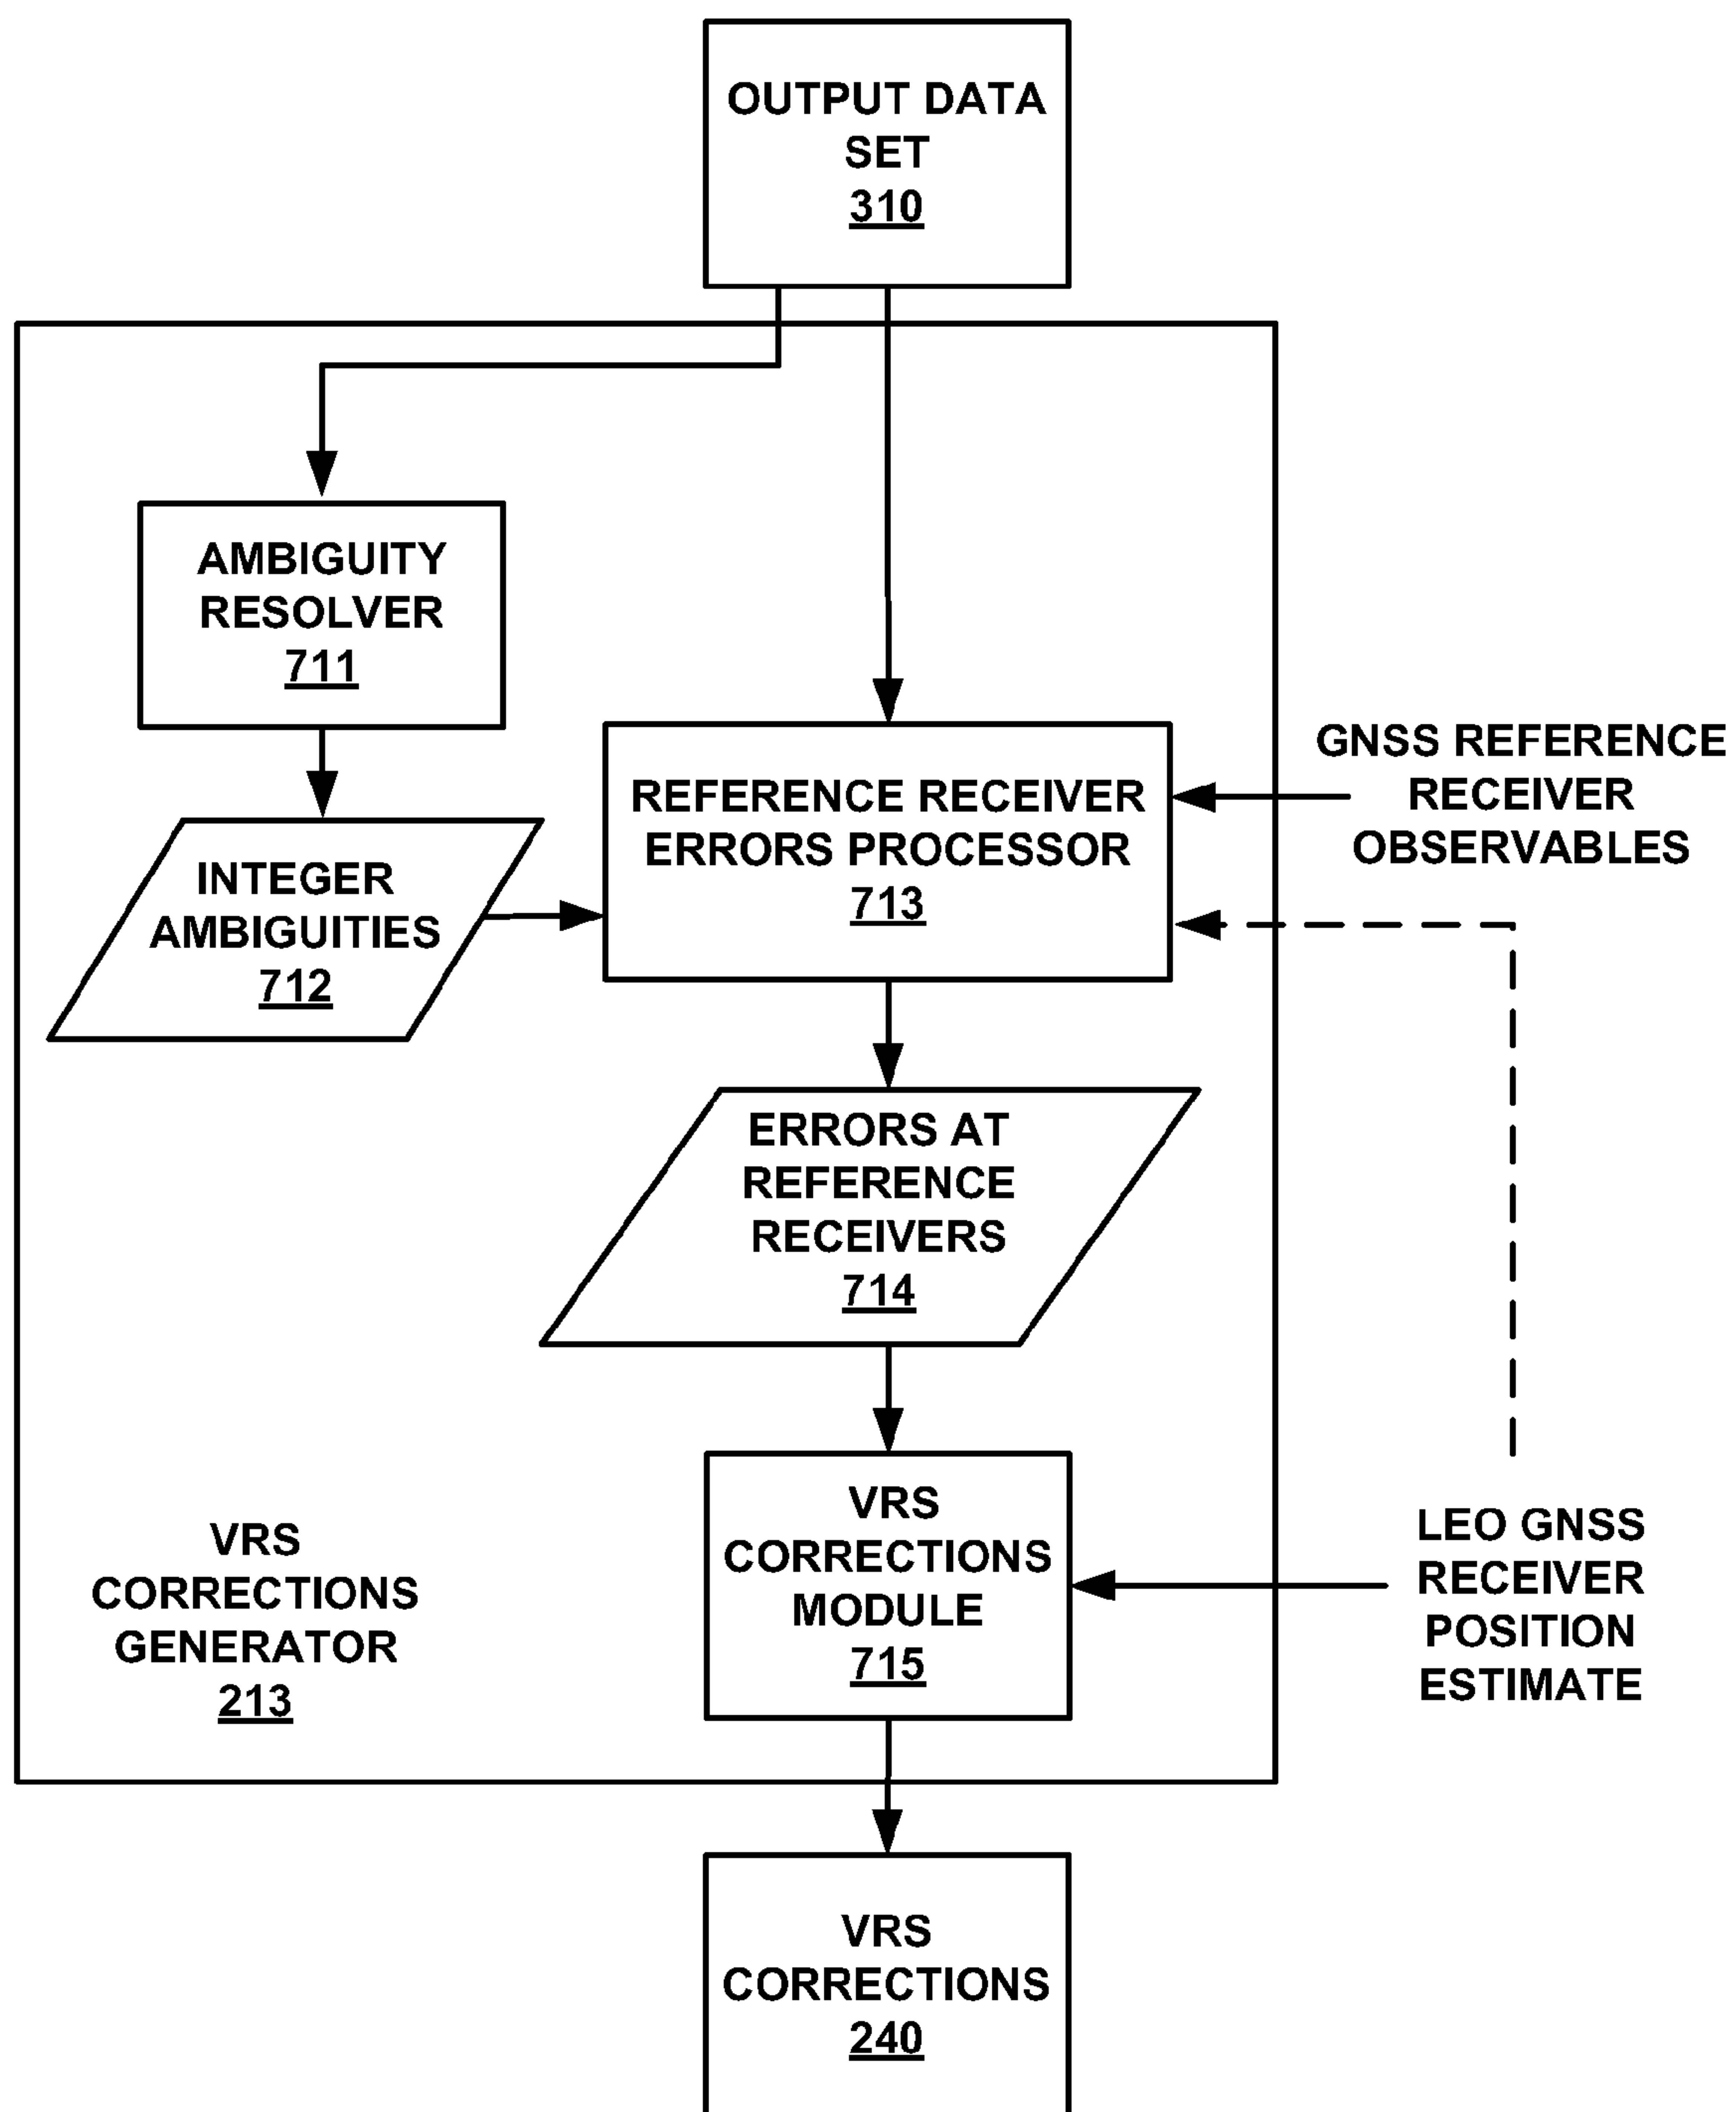 OUTPUT DATA
SET
310
AMBIGUITY
RESOLVER
711
INTEGER
AMBIGUITIES
712
REFERENCE RECEIVER
ERRORS PROCESSOR
713
GNSS REFERENCE
RECEIVER
OBSERVABLES
ERRORS AT
REFERENCE
RECEIVERS
714
VRS
CORRECTIONS
MODULE
715
LEO GNSS
RECEIVER
POSITION
ESTIMATE
VRS
CORRECTIONS
GENERATOR
213
VRS
CORRECTIONS
240